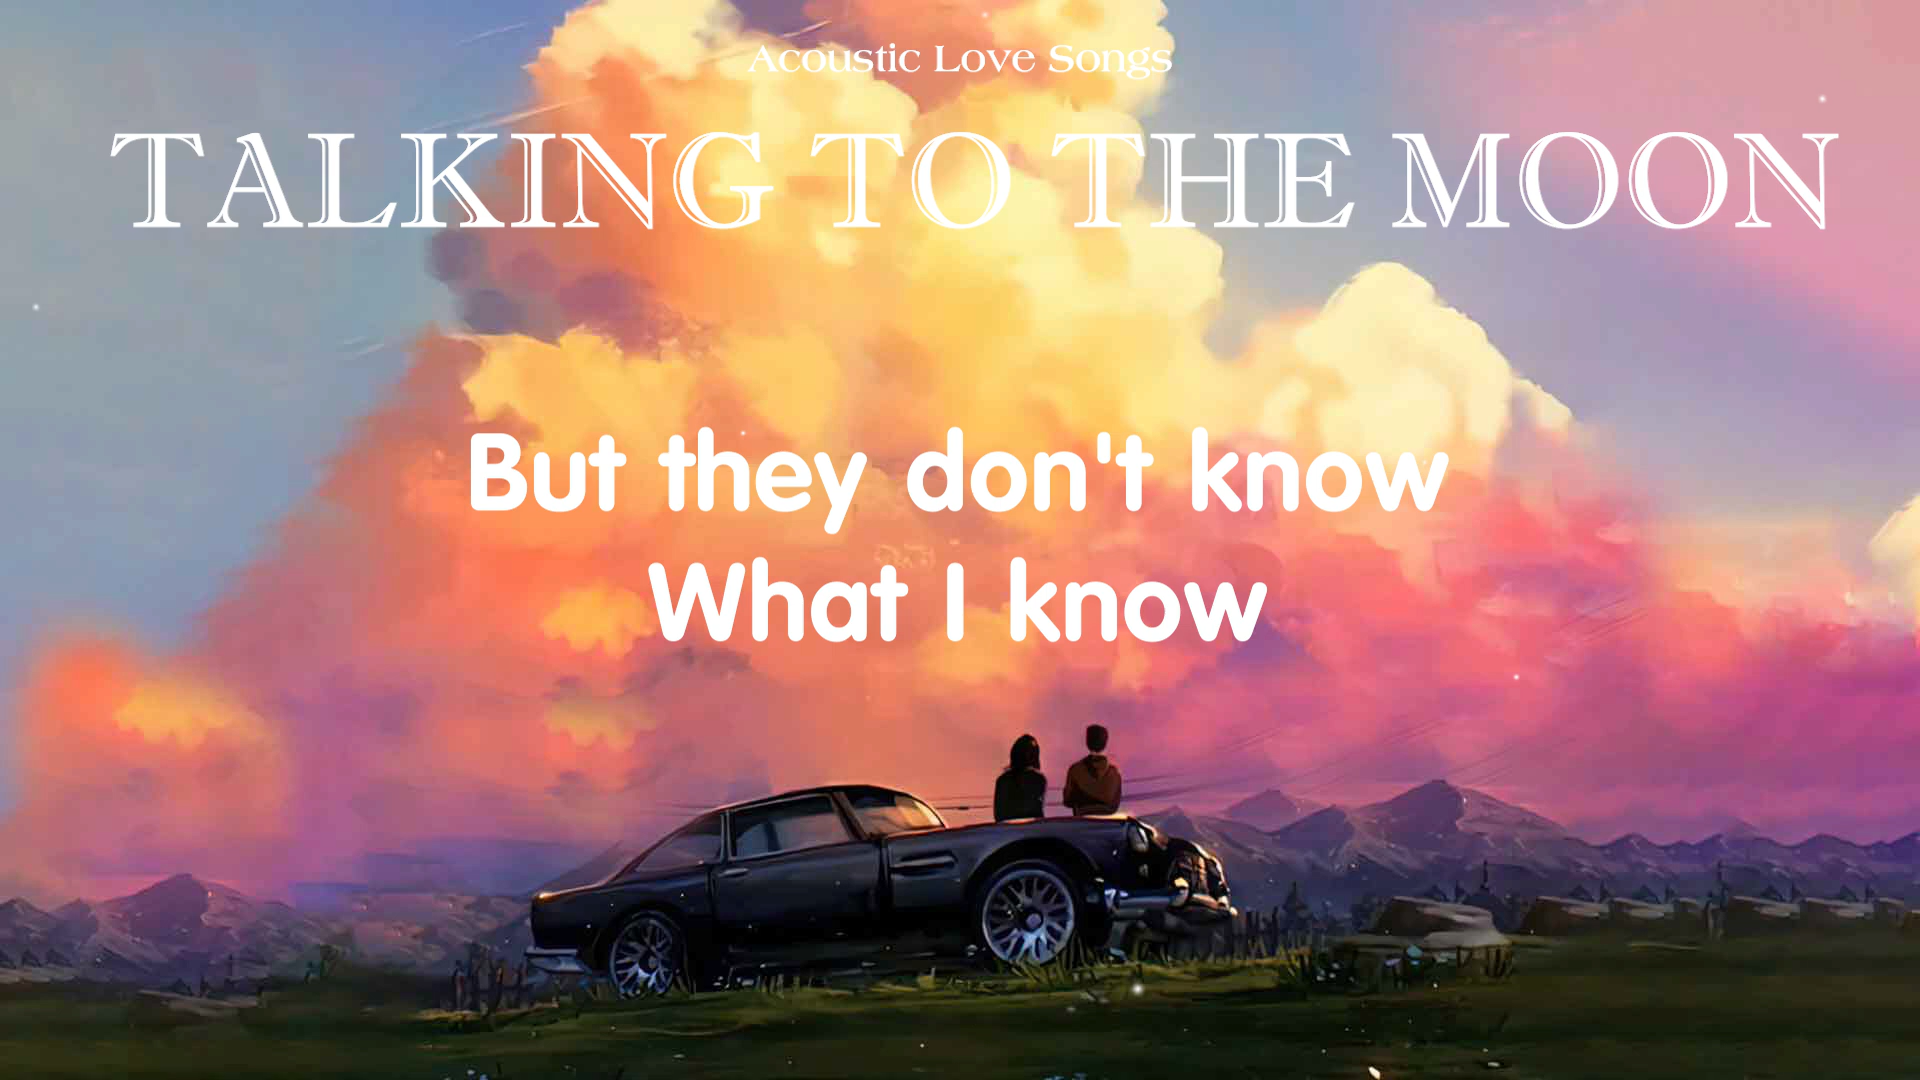 Acoustic Love Songs
TALKING TO THE MOON
But they don't know
What I know